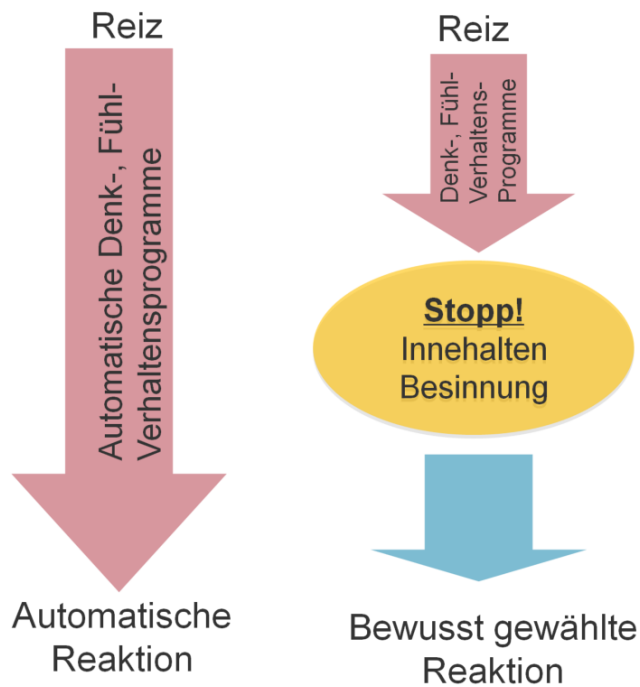 Reiz
Automatische Denk-, Fühl-
Verhaltensprogramme
Automatische
Reaktion
Reiz
Denk-, Fühl-
Verhaltens-
Programme
Stopp!
Innehalten
Besinnung
Bewusst gewählte
Reaktion